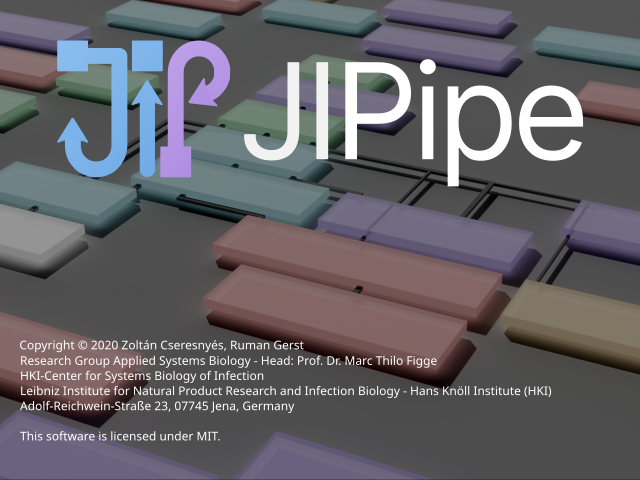 JIPipe
Copyright © 2020 Zoltán Cseresnyés, Ruman Gerst
Research Group Applied Systems Biology - Head: Prof. Dr. Marc Thilo Figge
HKI-Center for Systems Biology of Infection
Leibniz Institute for Natural Product Research and Infection Biology - Hans Knöll Institute (HKI)
Adolf-Reichwein-Straße 23, 07745 Jena, Germany
This software is licensed under MIT.